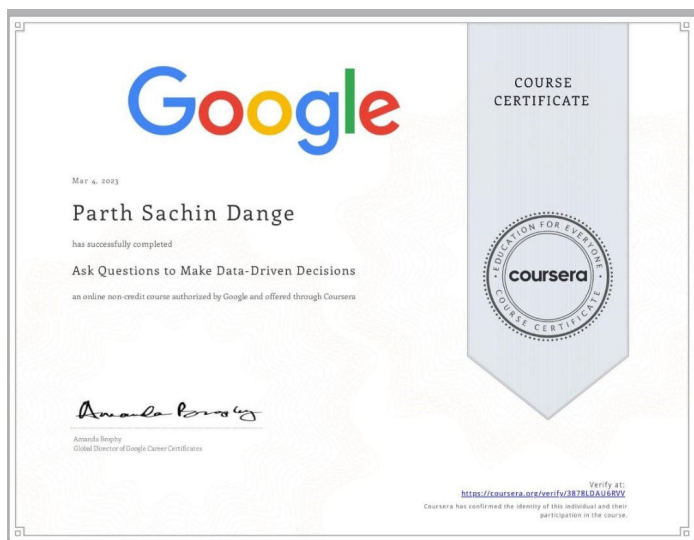 Google
COURSE
CERTIFICATE
Mar 4, 2023
Parth Sachin Dange
has successfully completed
Ask Questions to Make Data-Driven Decisions
an online non-credit course authorized by Google and offered through Coursera
EDUCATION FOR EVERYONE
coursera
COURSE CERTIFICATE
Amanda Brophy
Amanda Brophy
Global Director of Google Career Certificates
Verify at:
https://coursera.org/verify/3878LDAU6RVV
Coursera has confirmed the identity of this individual and their
participation in the course.